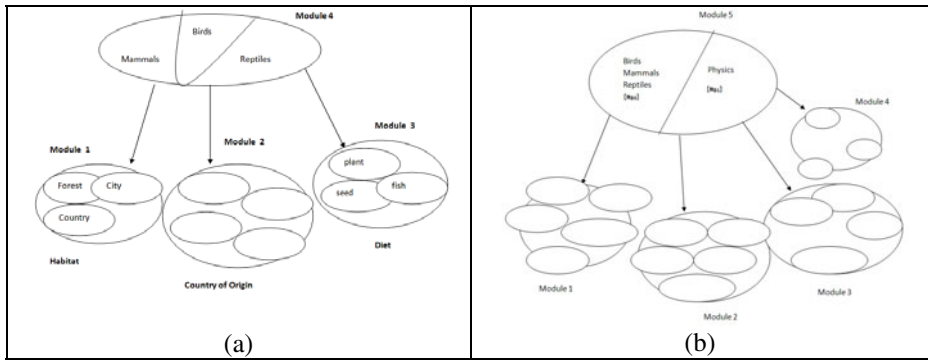 Module 4
Birds
Mammals
Reptiles
Module 1
Module 2
Module 3
Forest
City
Country
plant
seed
fish
Habitat
Country of Origin
Diet
(a)
Module 5
Birds
Mammals
Reptiles
Physics
Module 4
Module 1
Module 2
Module 3
(b)